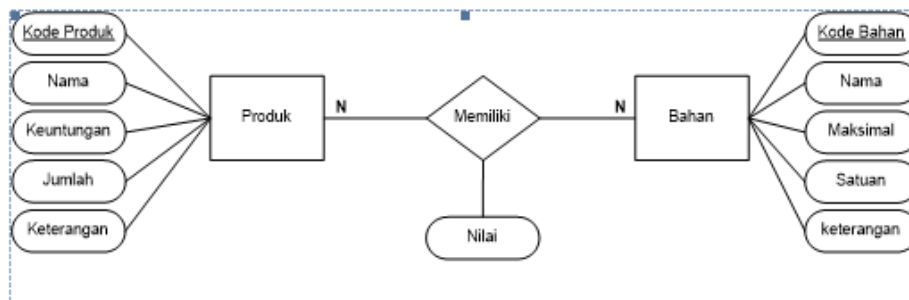 Kode Produk
Nama
Keuntungan
Jumlah
Keterangan
Produk
N
Memiliki
Nilai
N
Bahan
Kode Bahan
Nama
Maksimal
Satuan
keterangan